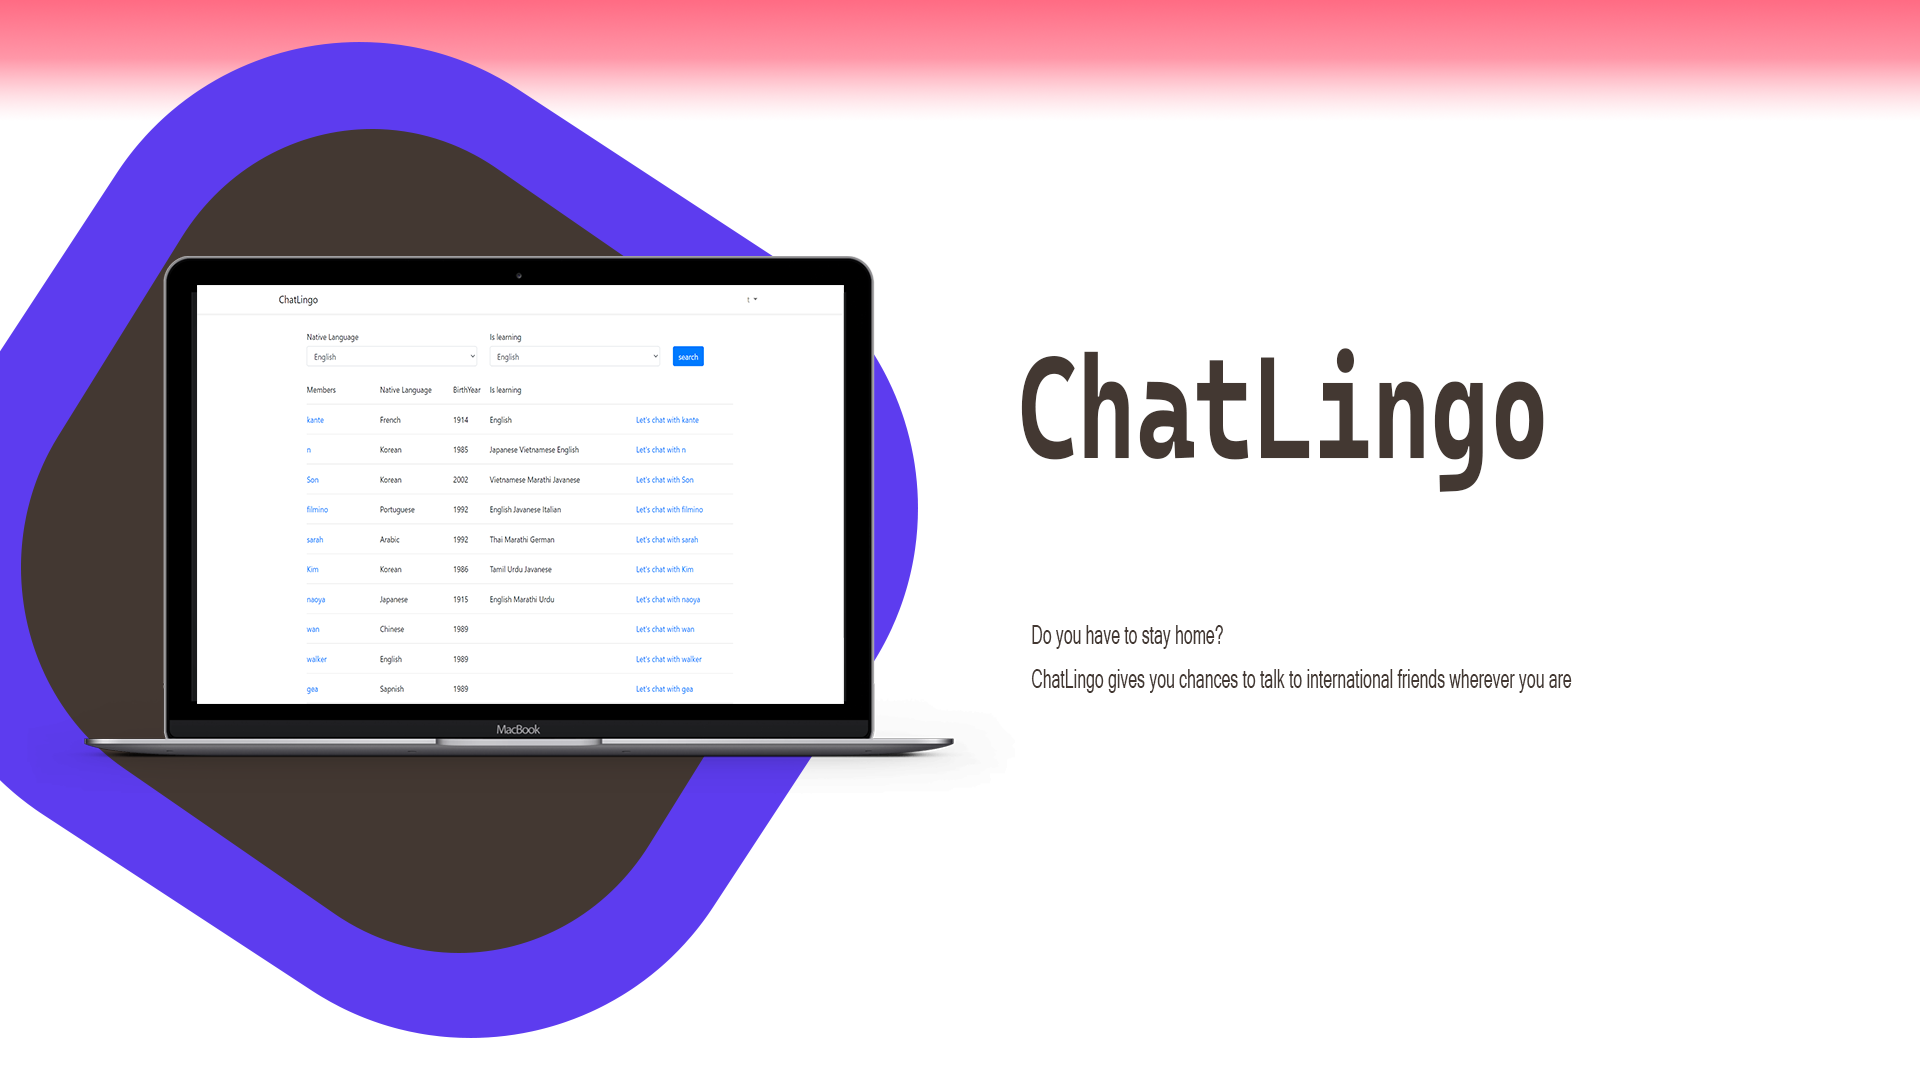 ChatLingo t
Native Language Is learning
English English search
Members Native Language BirthYear Is learning
kante French 1914 English Let's chat with kante
n Korean 1985 Japanese Vietnamese English Let's chat with n
Son Korean 2002 Vietnamese Marathi Javanese Let's chat with Son
filmino Portuguese 1992 English Javanese Italian Let's chat with filmino
sarah Arabic 1992 Thai Marathi German Let's chat with sarah
Kim Korean 1986 Tamil Urdu Javanese Let's chat with Kim
naoya Japanese 1915 English Marathi Urdu Let's chat with naoya
wan Chinese 1989 Let's chat with wan
walker English 1989 Let's chat with walker
gea Sapnish 1989 Let's chat with gea
MacBook
ChatLingo
Do you have to stay home?
ChatLingo gives you chances to talk to international friends wherever you are